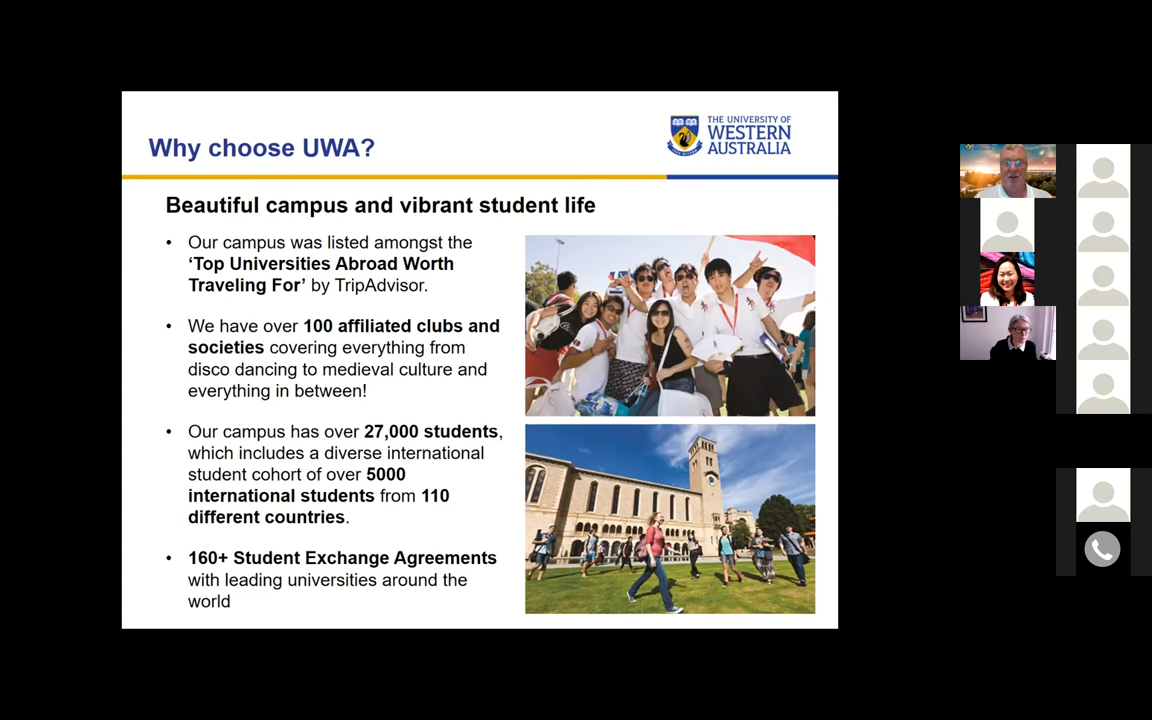 Why choose UWA?
THE UNIVERSITY OF
WESTERN
AUSTRALIA
Beautiful campus and vibrant student life
• Our campus was listed amongst the
‘Top Universities Abroad Worth
Traveling For’ by TripAdvisor.
• We have over 100 affiliated clubs and
societies covering everything from
disco dancing to medieval culture and
everything in between!
• Our campus has over 27,000 students,
which includes a diverse international
student cohort of over 5000
international students from 110
different countries.
• 160+ Student Exchange Agreements
with leading universities around the
world